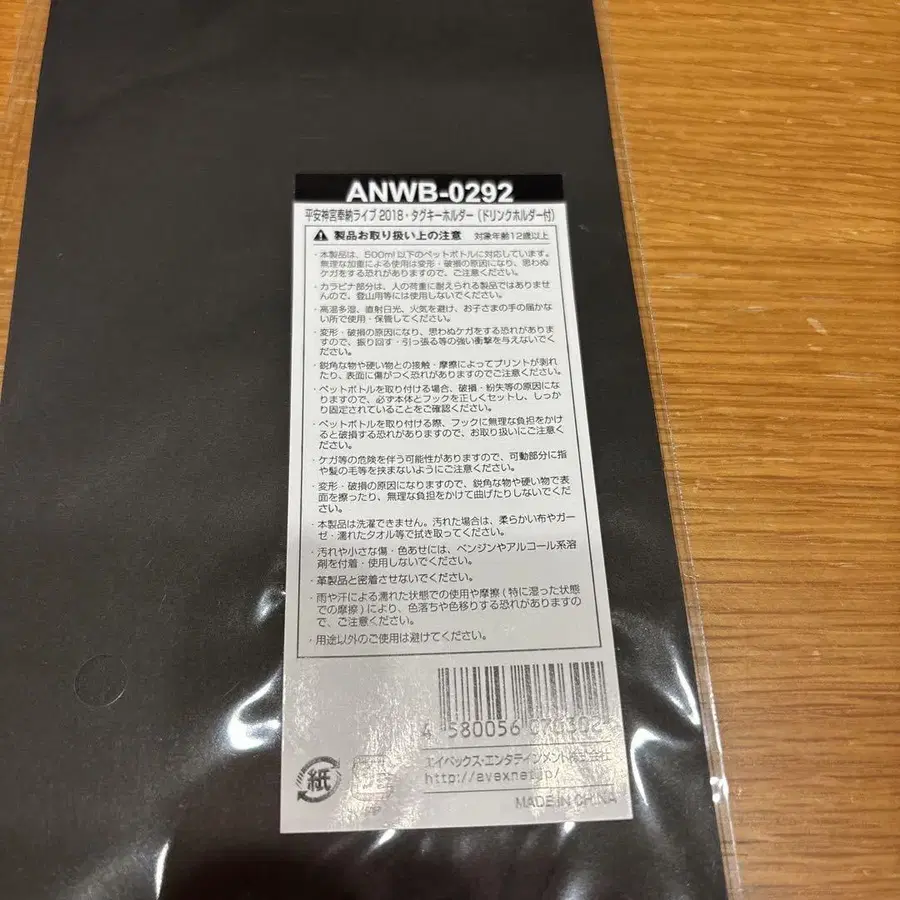 ANWB-0292
平安神宮奉納ライブ2018・タグキーホルダー(ドリンクホルダー付)
製品お取り扱い上の注意 対象年齢12歳以上
・本製品は、500ml以下のペットボトルに対応しています。
無理な加重による使用は変形・破損の原因になり、思わぬ
ケガをする恐れがありますので、ご注意ください。
・カラビナ部分は、人の荷重に耐えられる製品ではありませ
んので、登山用等には使用しないでください。
・高温多湿、直射日光、火気を避け、お子さまの手の届かな
い所で使用・保管してください。
・変形・破損の原因になり、思わぬケガをする恐れがありま
すので、振り回す・引っ張る等の強い衝撃を与えないでく
ださい。
・鋭角な物や硬い物との接触・摩擦によってプリントが剥れ
たり、表面に傷がつく恐れがありますのでご注意ください。
・ペットボトルを取り付ける場合、破損・紛失等の原因にな
りますので、必ず本体とフックを正しくセットし、しっか
り固定されていることをご確認ください。
・ペットボトルを取り付ける際、フックに無理な負担をかけ
ると破損する恐れがありますので、お取り扱いにご注意く
ださい。
・ケガ等の危険を伴う可能性がありますので、可動部分に指
や髪の毛等を挟まないようにご注意ください。
・変形・破損の原因になりますので、鋭角な物や硬い物で表
面を擦ったり、無理な負担をかけて曲げたりしないでくだ
さい。
・本製品は洗濯できません。汚れた場合は、柔らかい布やガー
ゼ・濡れたタオル等で拭き取ってください。
・汚れや小さな傷・色あせには、ベンジンやアルコール系溶
剤を付着・使用しないでください。
・革製品と密着させないでください。
・雨や汗による濡れた状態での使用や摩擦(特に湿った状態
での摩擦)により、色落ちや色移りする恐れがありますの
で、ご注意ください。
・用途以外のご使用は避けてください。
4 580056
紙
エイベックス・エンタテインメント株式会社
http://avexnet.jp/
PP
MADE IN CHINA